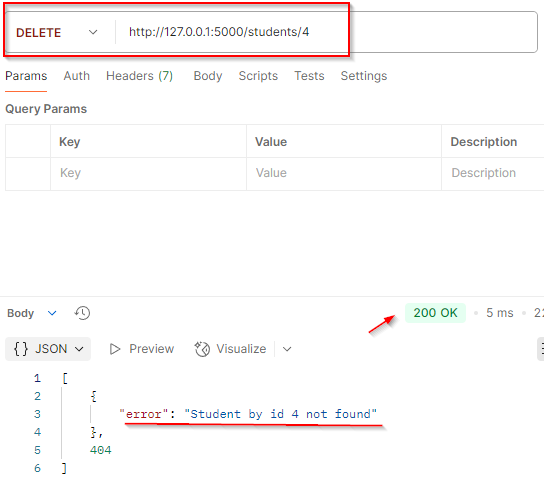 DELETE http://127.0.0.1:5000/students/4
Params Auth Headers (7) Body Scripts Tests Settings
Query Params
Key Value Description
Key Value Description
Body 200 OK • 5 ms •
{} JSON Preview Visualize
1 [
2 {
3 "error": "Student by id 4 not found"
4 },
5 404
6 ]